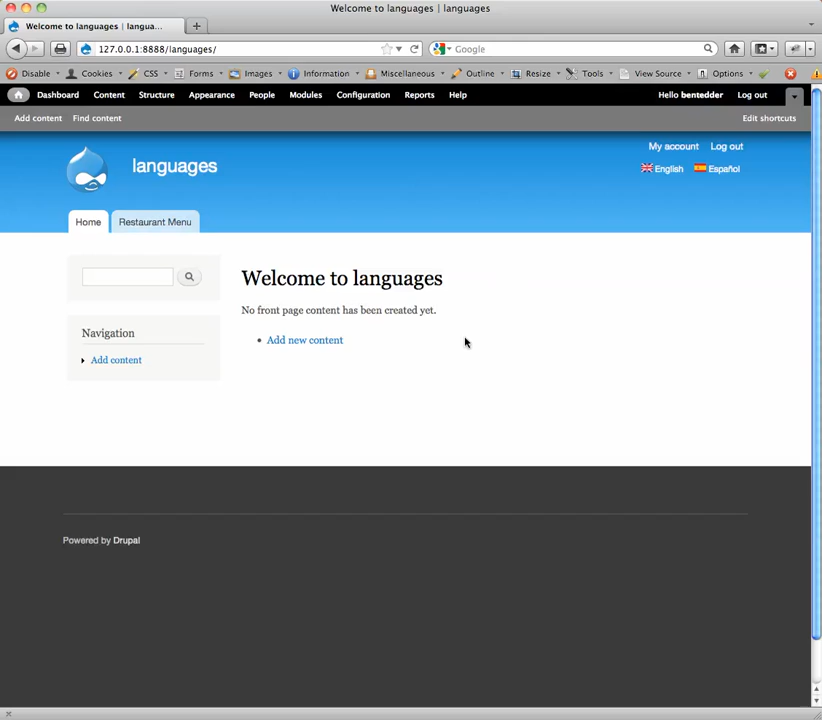 Welcome to languages | languages
Welcome to languages | langua...
127.0.0.1:8888/languages/
Google
Disable Cookies CSS Forms Images Information Miscellaneous Outline Resize Tools View Source Options
Dashboard Content Structure Appearance People Modules Configuration Reports Help Hello bentedder Log out
Add content Find content Edit shortcuts
My account Log out
languages
English Español
Home Restaurant Menu
Welcome to languages
No front page content has been created yet.
Navigation
Add new content
Add content
Powered by Drupal